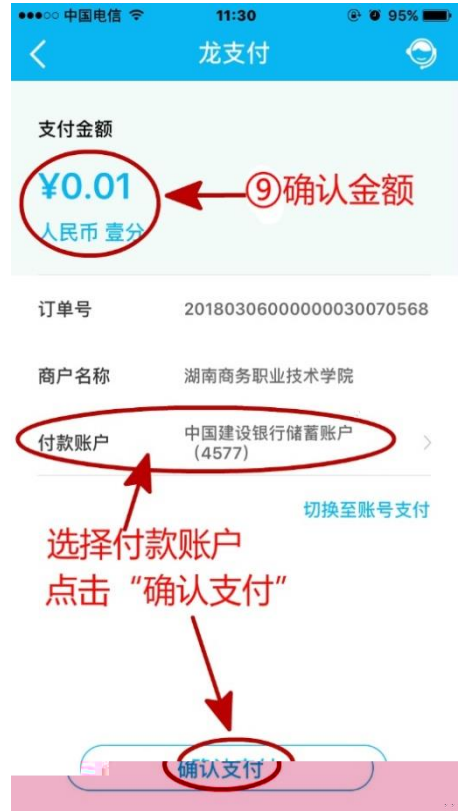 中国电信 11:30 95%
龙支付
支付金额
¥0.01
⑨确认金额
人民币 壹分
订单号 20180306000000030070568
商户名称 湖南商务职业技术学院
付款账户 中国建设银行储蓄账户
（4577）
切换至账号支付
选择付款账户
点击“确认支付”
确认支付